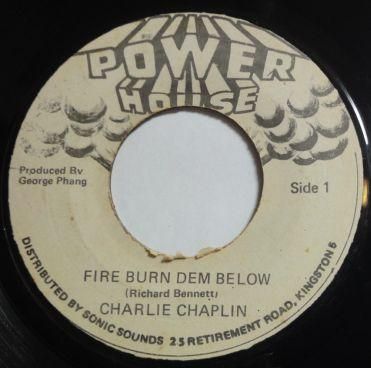 POWER
HOUSE
Produced By
George Phang
Side 1
FIRE BURN DEM BELOW
(Richard Bennett)
CHARLIE CHAPLIN
DISTRIBUTED BY SONIC SOUNDS 25 RETIREMENT ROAD, KINGSTON 5